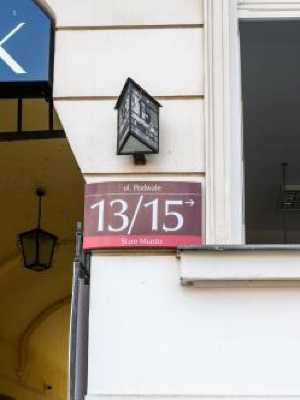 K
ul. Podwale
13/15→
Stare Miasto